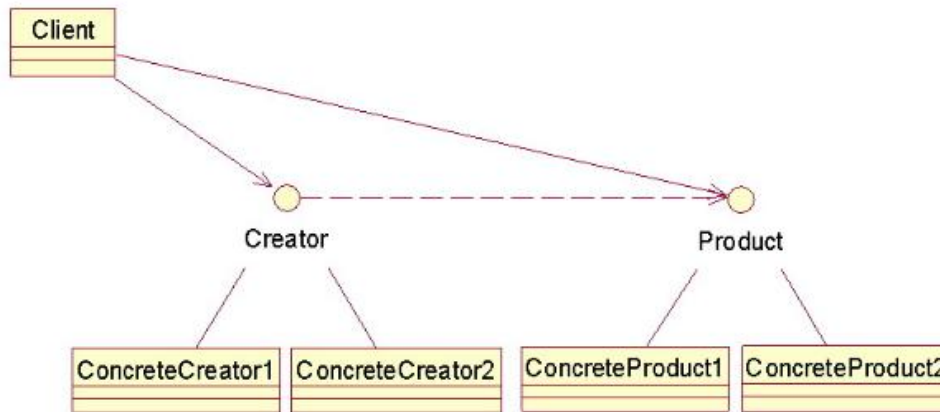 Client
Creator
Product
ConcreteCreator1
ConcreteCreator2
ConcreteProduct1
ConcreteProduct2